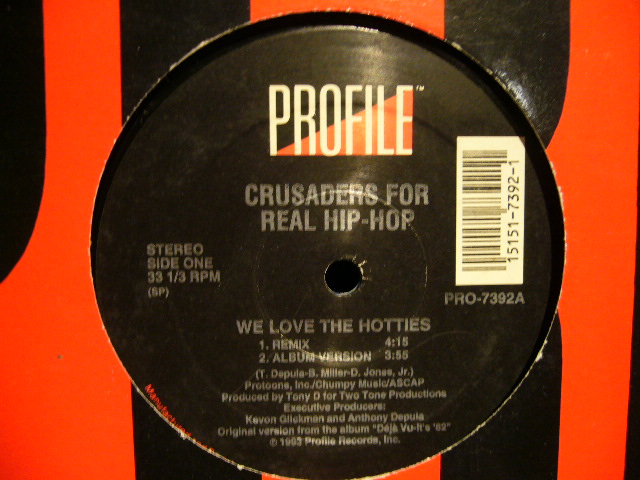 PROFILE™
CRUSADERS FOR
REAL HIP-HOP
15151-7392-1
STEREO
SIDE ONE
33 1/3 RPM
(SP)
PRO-7392A
WE LOVE THE HOTTIES
1. REMIX 4:15
2. ALBUM VERSION 3:55
(T. Depula-B. Miller-D. Jones, Jr.)
Protoons, Inc./Chumpy Music/ASCAP
Produced by Tony D for Two Tone Productions
Executive Producers:
Kevon Glickman and Anthony Depula
Original version from the album "Déjà Vu-It's '82"
© 1993 Profile Records, Inc.